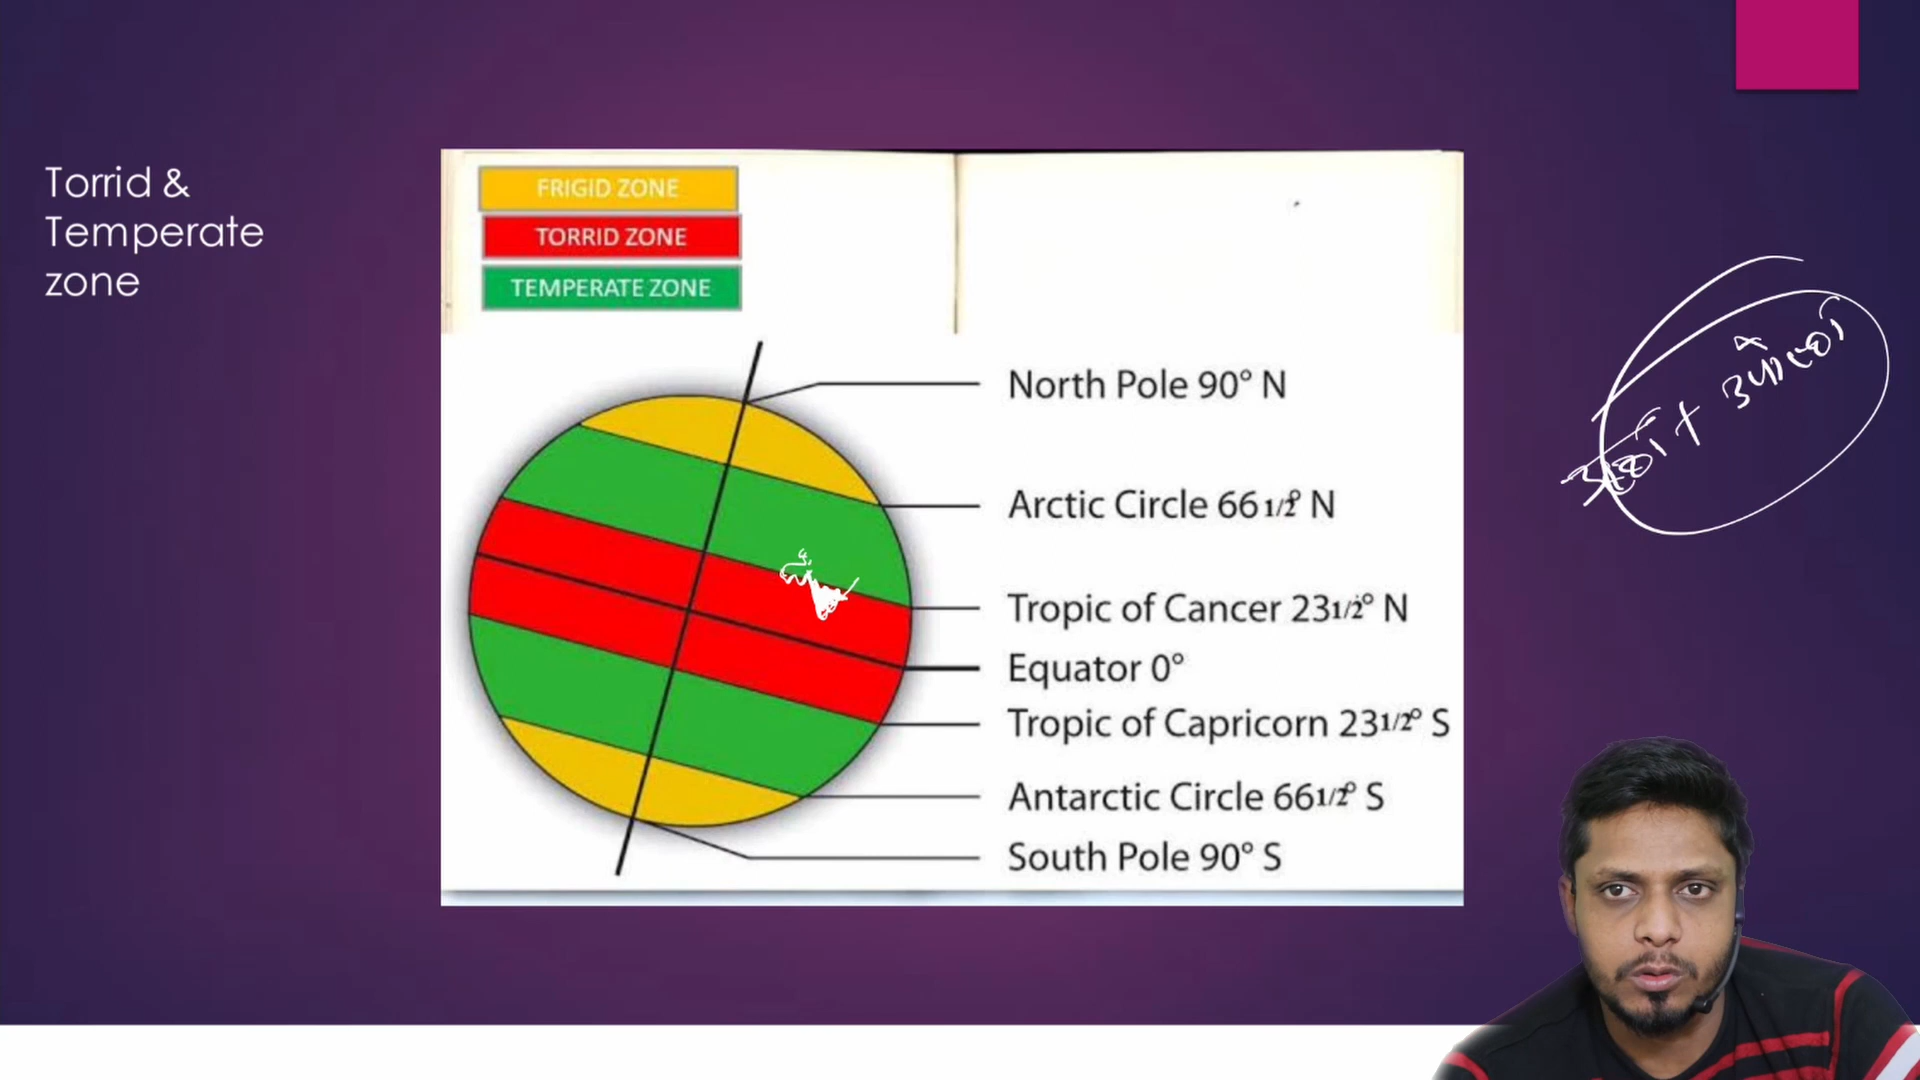 Torrid &
Temperate
zone
FRIGID ZONE
TORRID ZONE
TEMPERATE ZONE
North Pole 90° N
Arctic Circle 66 1/2° N
Tropic of Cancer 23 1/2° N
Equator 0°
Tropic of Capricorn 23 1/2° S
Antarctic Circle 66 1/2° S
South Pole 90° S